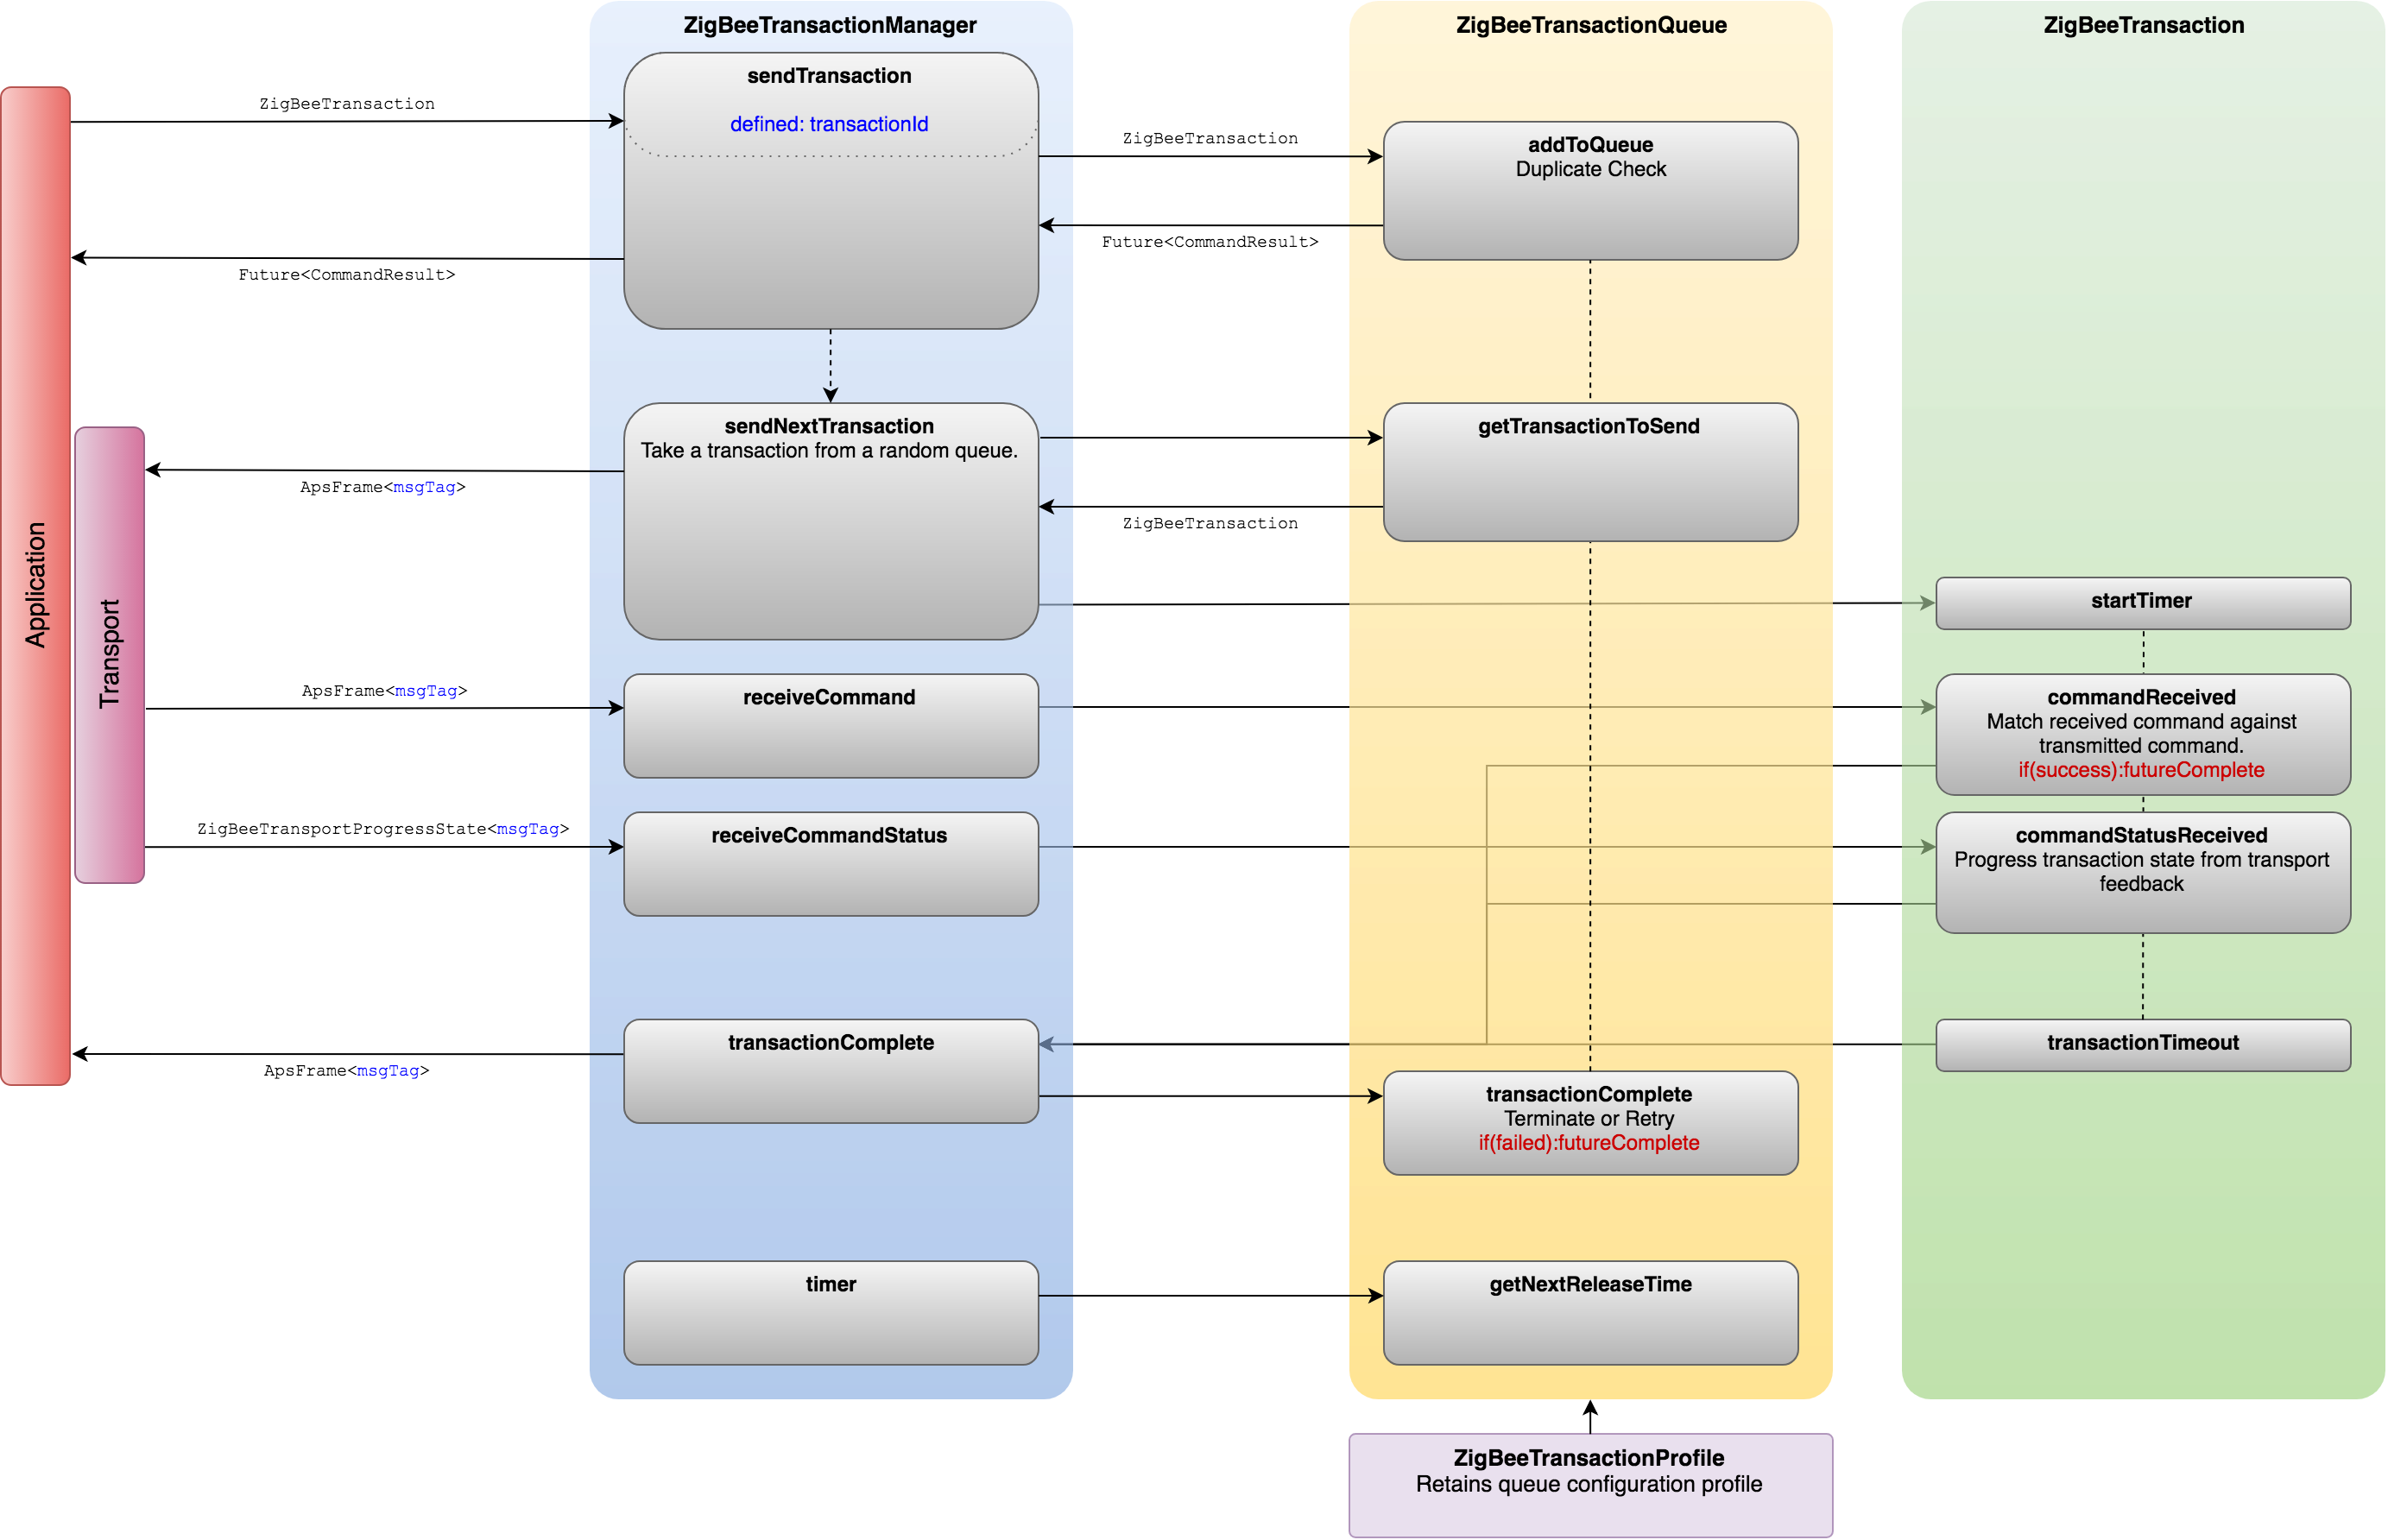 ZigBeeTransactionManager
ZigBeeTransactionQueue
ZigBeeTransaction
sendTransaction
defined: transactionId
ZigBeeTransaction
ZigBeeTransaction
addToQueue
Duplicate Check
Future<CommandResult>
Future<CommandResult>
sendNextTransaction
Take a transaction from a random queue.
getTransactionToSend
ApsFrame<msgTag>
ZigBeeTransaction
Application
Transport
startTimer
ApsFrame<msgTag>
receiveCommand
commandReceived
Match received command against
transmitted command.
if(success):futureComplete
ZigBeeTransportProgressState<msgTag>
receiveCommandStatus
commandStatusReceived
Progress transaction state from transport
feedback
transactionComplete
transactionTimeout
ApsFrame<msgTag>
transactionComplete
Terminate or Retry
if(failed):futureComplete
timer
getNextReleaseTime
ZigBeeTransactionProfile
Retains queue configuration profile